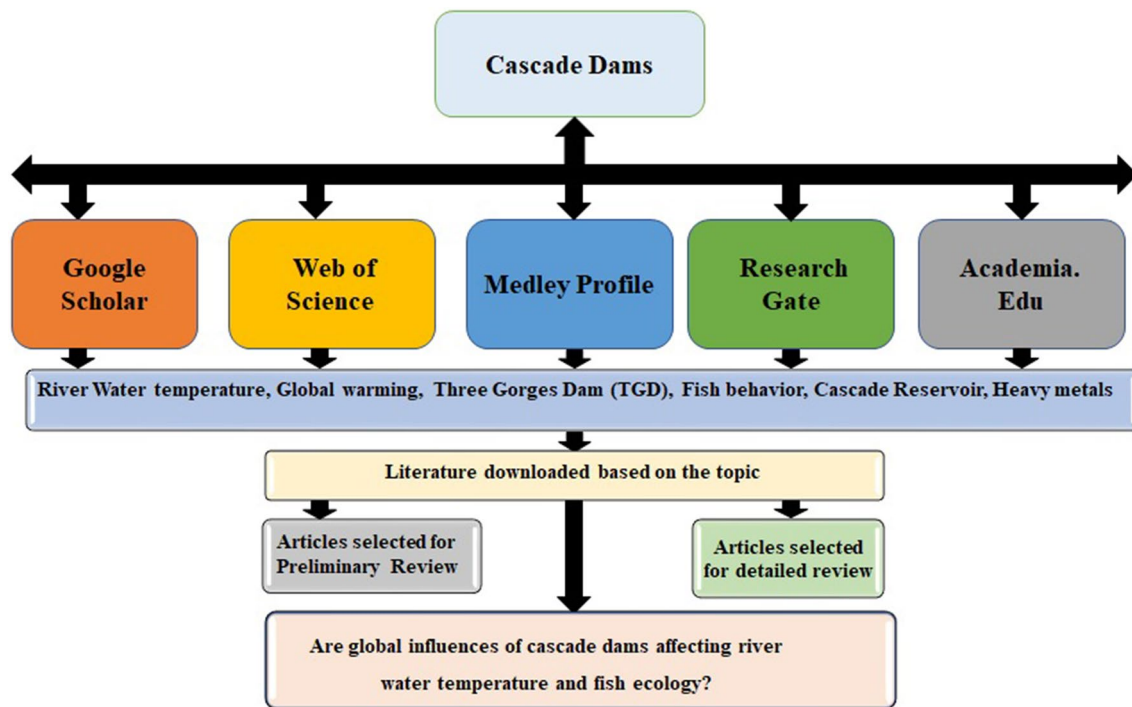 Cascade Dams
Google
Scholar
Web of
Science
Medley Profile
Research
Gate
Academia.
Edu
River Water temperature, Global warming, Three Gorges Dam (TGD), Fish behavior, Cascade Reservoir, Heavy metals
Literature downloaded based on the topic
Articles selected for
Preliminary Review
Articles selected
for detailed review
Are global influences of cascade dams affecting river
water temperature and fish ecology?